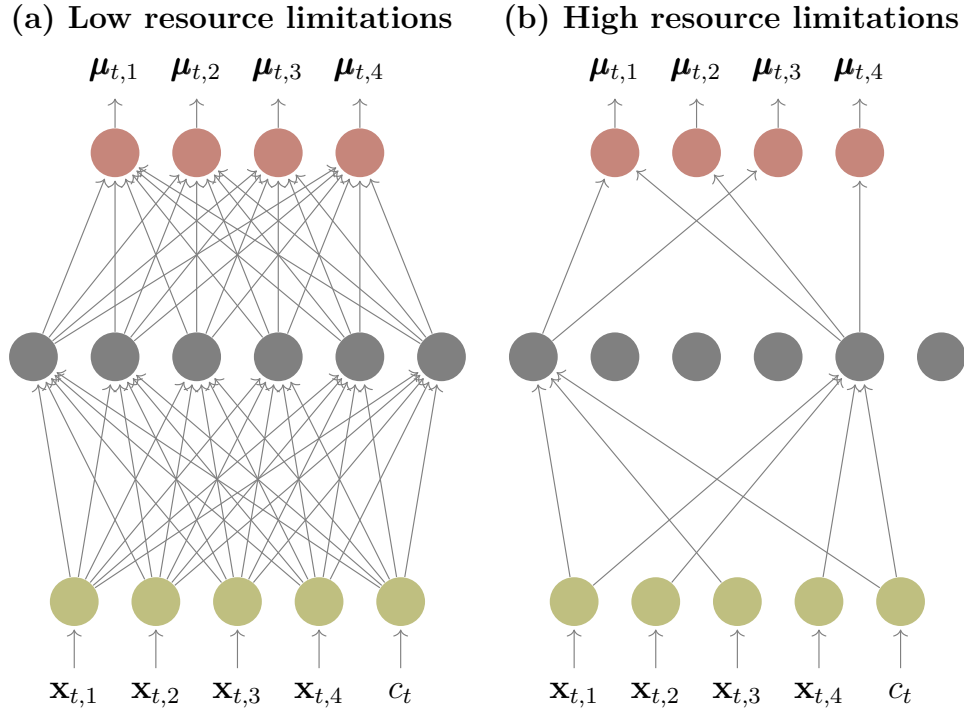 (a) Low resource limitations (b) High resource limitations
μt,1 μt,2 μt,3 μt,4 μt,1 μt,2 μt,3 μt,4
xt,1 xt,2 xt,3 xt,4 ct xt,1 xt,2 xt,3 xt,4 ct